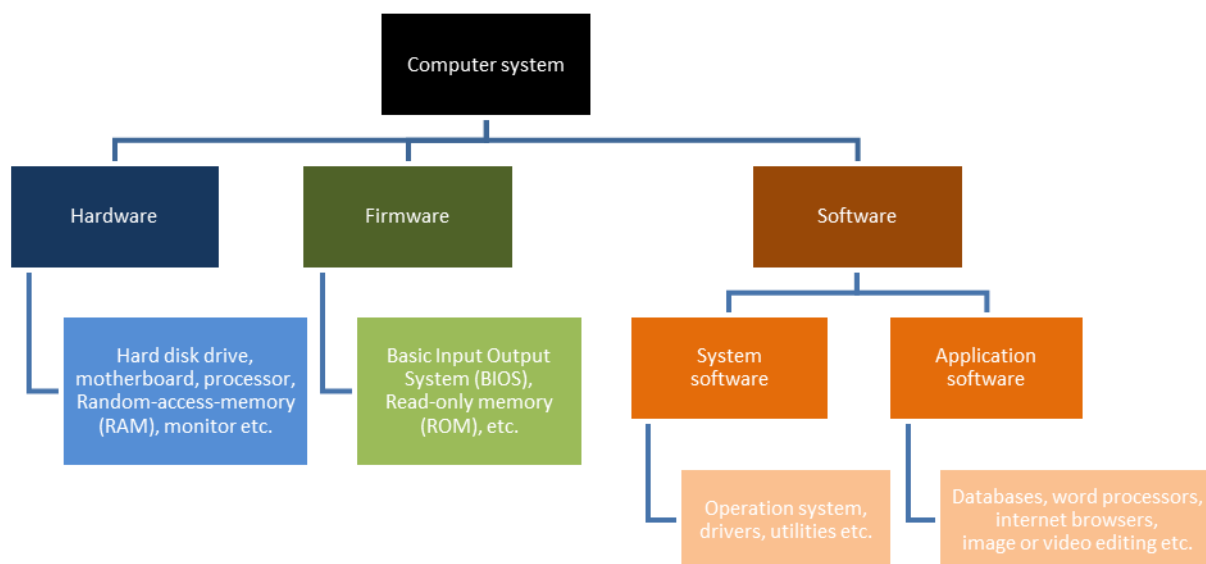 Computer system
Hardware
Firmware
Software
Hard disk drive,
motherboard, processor,
Random-access-memory
(RAM), monitor etc.
Basic Input Output
System (BIOS),
Read-only memory
(ROM), etc.
System
software
Application
software
Operation system,
drivers, utilities etc.
Databases, word processors,
internet browsers,
image or video editing etc.